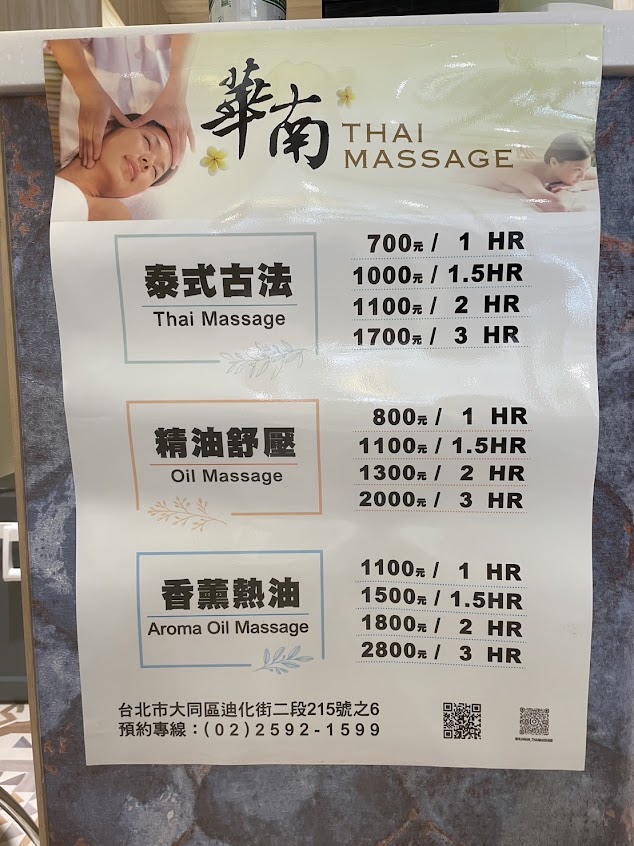 華南 THAI
MASSAGE
泰式古法
Thai Massage
700元 / 1 HR
1000元 / 1.5HR
1100元 / 2 HR
1700元 / 3 HR
精油舒壓
Oil Massage
800元 / 1 HR
1100元 / 1.5HR
1300元 / 2 HR
2000元 / 3 HR
香薰熱油
Aroma Oil Massage
1100元 / 1 HR
1500元 / 1.5HR
1800元 / 2 HR
2800元 / 3 HR
台北市大同區迪化街二段215號之6
預約專線：(02)2592-1599